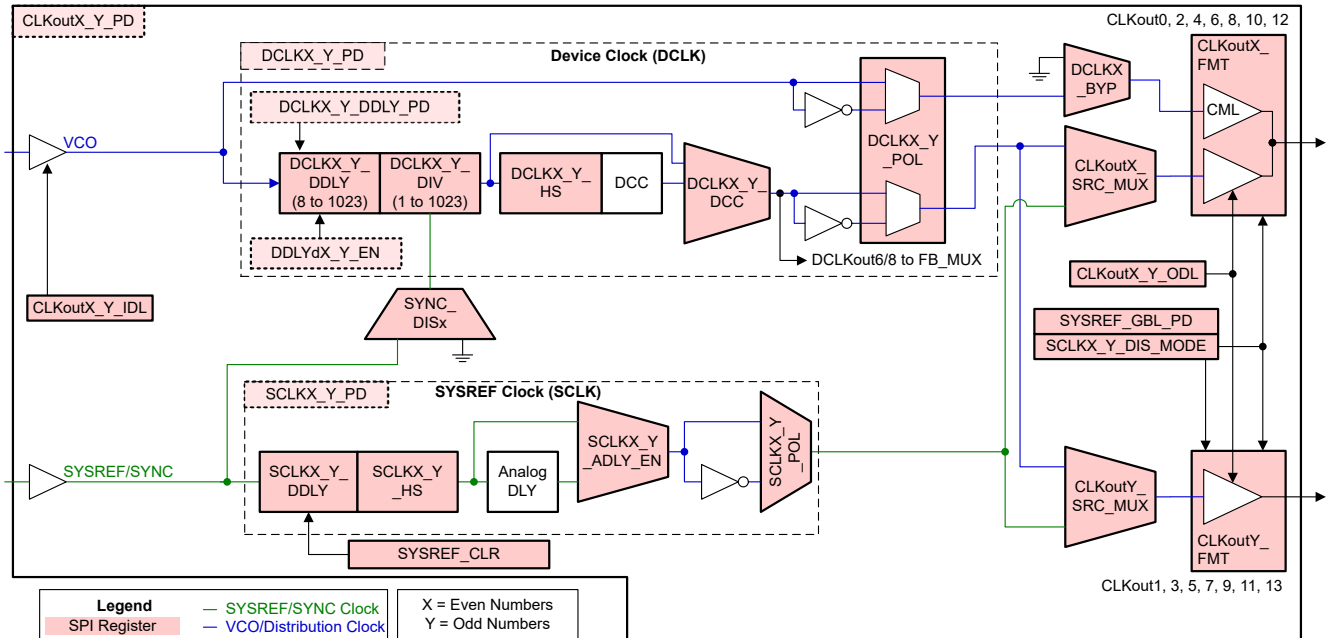 CLKoutX_Y_PD
CLKout0, 2, 4, 6, 8, 10, 12
DCLKX_Y_PD
Device Clock (DCLK)
DCLKX_Y_DDLY_PD
VCO
DCLKX_Y_
DDLY
(8 to 1023)
DCLKX_Y_
DIV
(1 to 1023)
DCLKX_Y_
HS
DCC
DCLKX_Y_
DCC
DCLKX_Y
_POL
DCLKX
_BYP
CLKoutX_
FMT
CML
CLKoutX_
SRC_MUX
DDLYdX_Y_EN
DCLKout6/8 to FB_MUX
CLKoutX_Y_IDL
SYNC_
DISx
CLKoutX_Y_ODL
SYSREF_GBL_PD
SCLKX_Y_DIS_MODE
SCLKX_Y_PD
SYSREF Clock (SCLK)
SYSREF/SYNC
SCLKX_Y_
DDLY
SCLKX_Y
_HS
Analog
DLY
SCLKX_Y
_ADLY_EN
SCLKX_Y
_POL
CLKoutY_
SRC_MUX
CLKoutY_
FMT
SYSREF_CLR
CLKout1, 3, 5, 7, 9, 11, 13
Legend
SPI Register
SYSREF/SYNC Clock
VCO/Distribution Clock
X = Even Numbers
Y = Odd Numbers